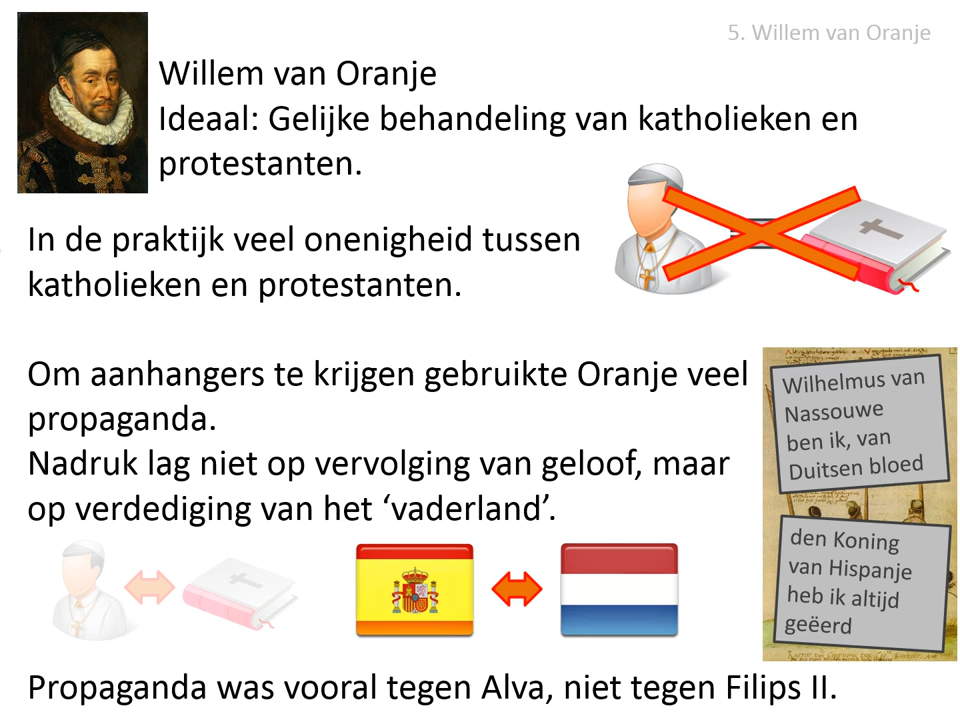 5. Willem van Oranje
Willem van Oranje
Ideaal: Gelijke behandeling van katholieken en
protestanten.
In de praktijk veel onenigheid tussen
katholieken en protestanten.
Om aanhangers te krijgen gebruikte Oranje veel
propaganda.
Nadruk lag niet op vervolging van geloof, maar
op verdediging van het ‘vaderland’.
Wilhelmus van
Nassouwe
ben ik, van
Duitsen bloed
den Koning
van Hispanje
heb ik altijd
geëerd
Propaganda was vooral tegen Alva, niet tegen Filips II.